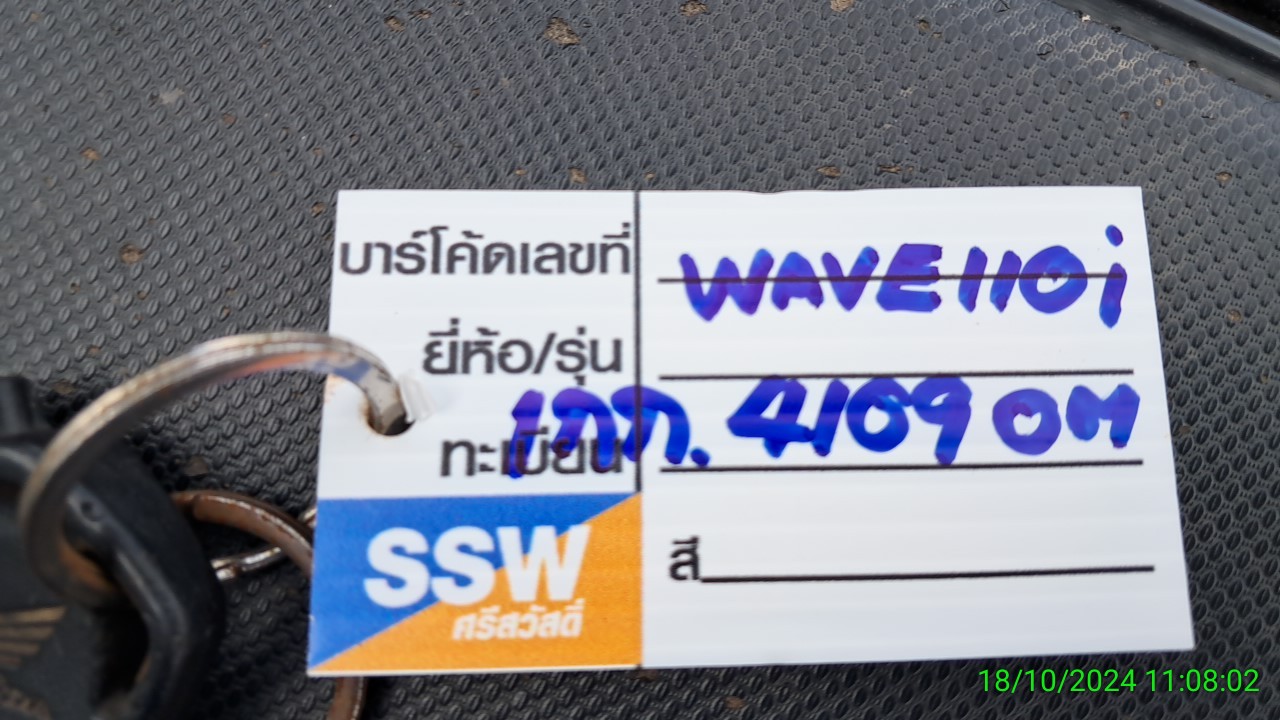 บาร์โค้ดเลขที่ WAVE110i
ยี่ห้อ/รุ่น
ทะเบียน 1กก. 4109 OM
สี
SSW
ศรีสวัสดิ์
18/10/2024 11:08:02